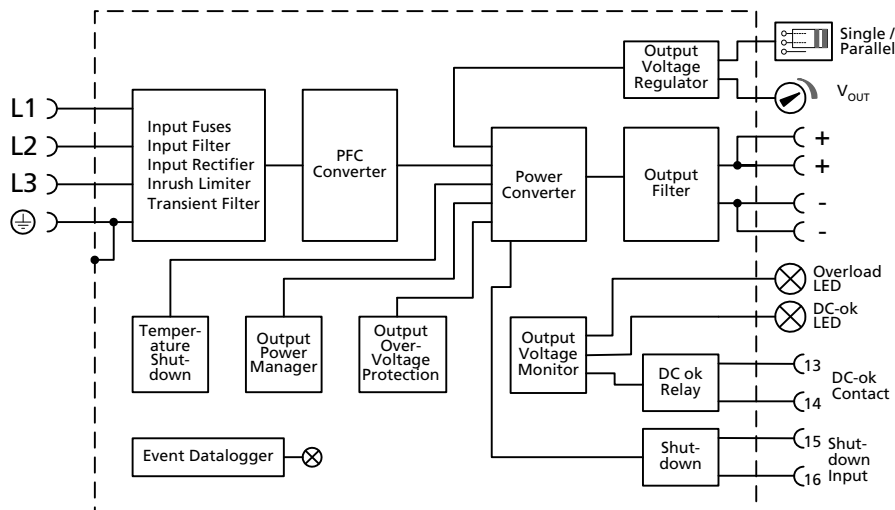 Single /
Parallel
Output
Voltage
Regulator
VOUT
L1
L2
L3
Input Fuses
Input Filter
Input Rectifier
Inrush Limiter
Transient Filter
PFC
Converter
Power
Converter
Output
Filter
+
+
-
-
Temper-
ature
Shut-
down
Output
Power
Manager
Output
Over-
Voltage
Protection
Output
Voltage
Monitor
Overload
LED
DC-ok
LED
DC ok
Relay
13
14
DC-ok
Contact
Event Datalogger
Shut-
down
15
16
Shut-
down
Input